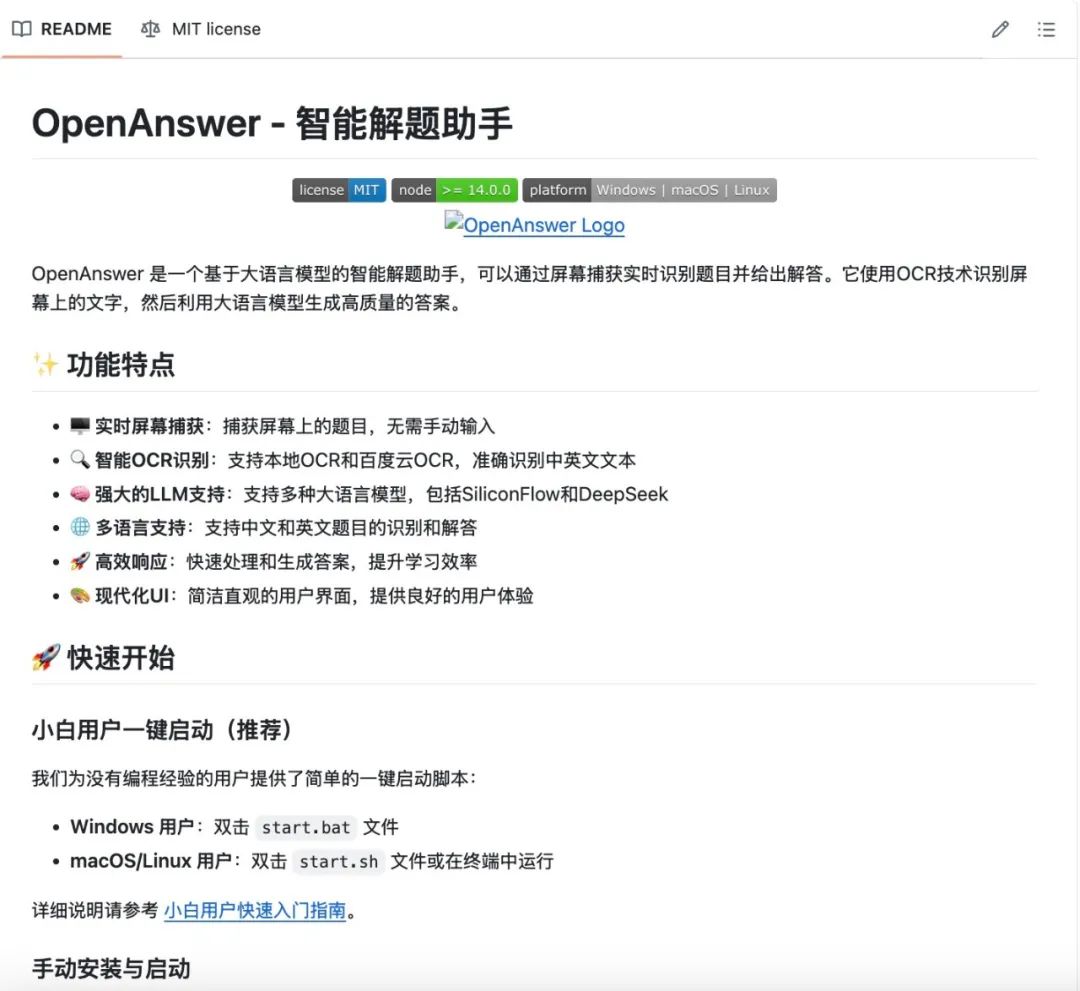 README
MIT license
OpenAnswer - 智能解题助手
license MIT node >= 14.0.0 platform Windows | macOS | Linux
OpenAnswer Logo
OpenAnswer 是一个基于大语言模型的智能解题助手，可以通过屏幕捕获实时识别题目并给出解答。它使用OCR技术识别屏
幕上的文字，然后利用大语言模型生成高质量的答案。
✨ 功能特点
• 🖥️ 实时屏幕捕获：捕获屏幕上的题目，无需手动输入
• 🔍 智能OCR识别：支持本地OCR和百度云OCR，准确识别中英文文本
• 🧠 强大的LLM支持：支持多种大语言模型，包括SiliconFlow和DeepSeek
• 🌐 多语言支持：支持中文和英文题目的识别和解答
• 🚀 高效响应：快速处理和生成答案，提升学习效率
• 🎨 现代化UI：简洁直观的用户界面，提供良好的用户体验
🚀 快速开始
小白用户一键启动（推荐）
我们为没有编程经验的用户提供了简单的一键启动脚本：
• Windows 用户：双击 start.bat 文件
• macOS/Linux 用户：双击 start.sh 文件或在终端中运行
详细说明请参考 小白用户快速入门指南。
手动安装与启动